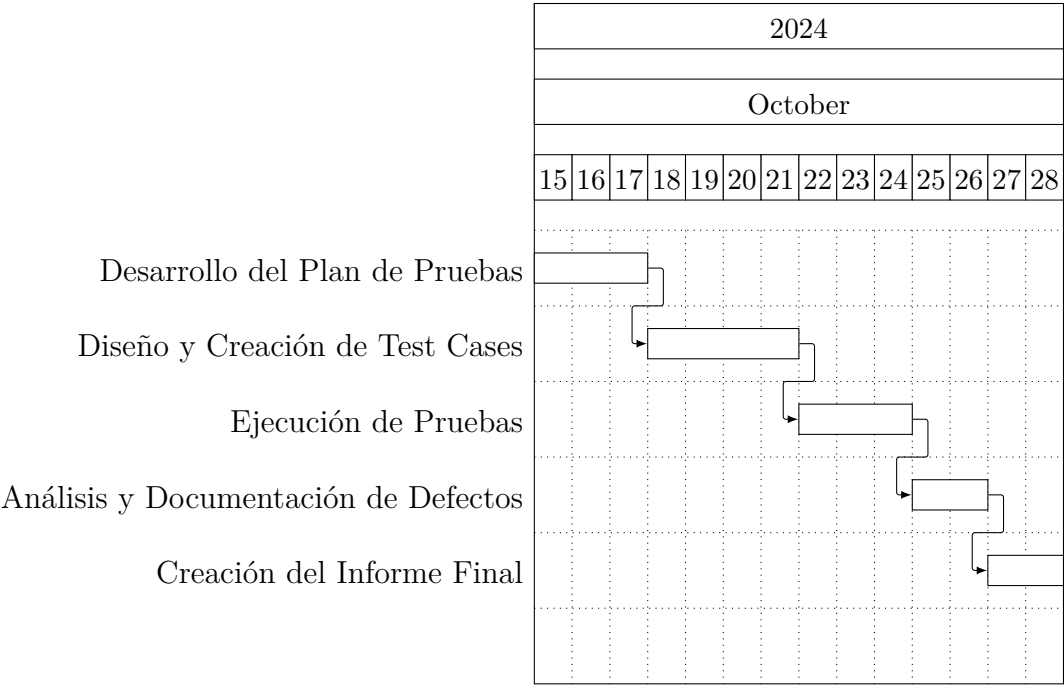 2024
October
15 16 17 18 19 20 21 22 23 24 25 26 27 28
Desarrollo del Plan de Pruebas
Diseño y Creación de Test Cases
Ejecución de Pruebas
Análisis y Documentación de Defectos
Creación del Informe Final